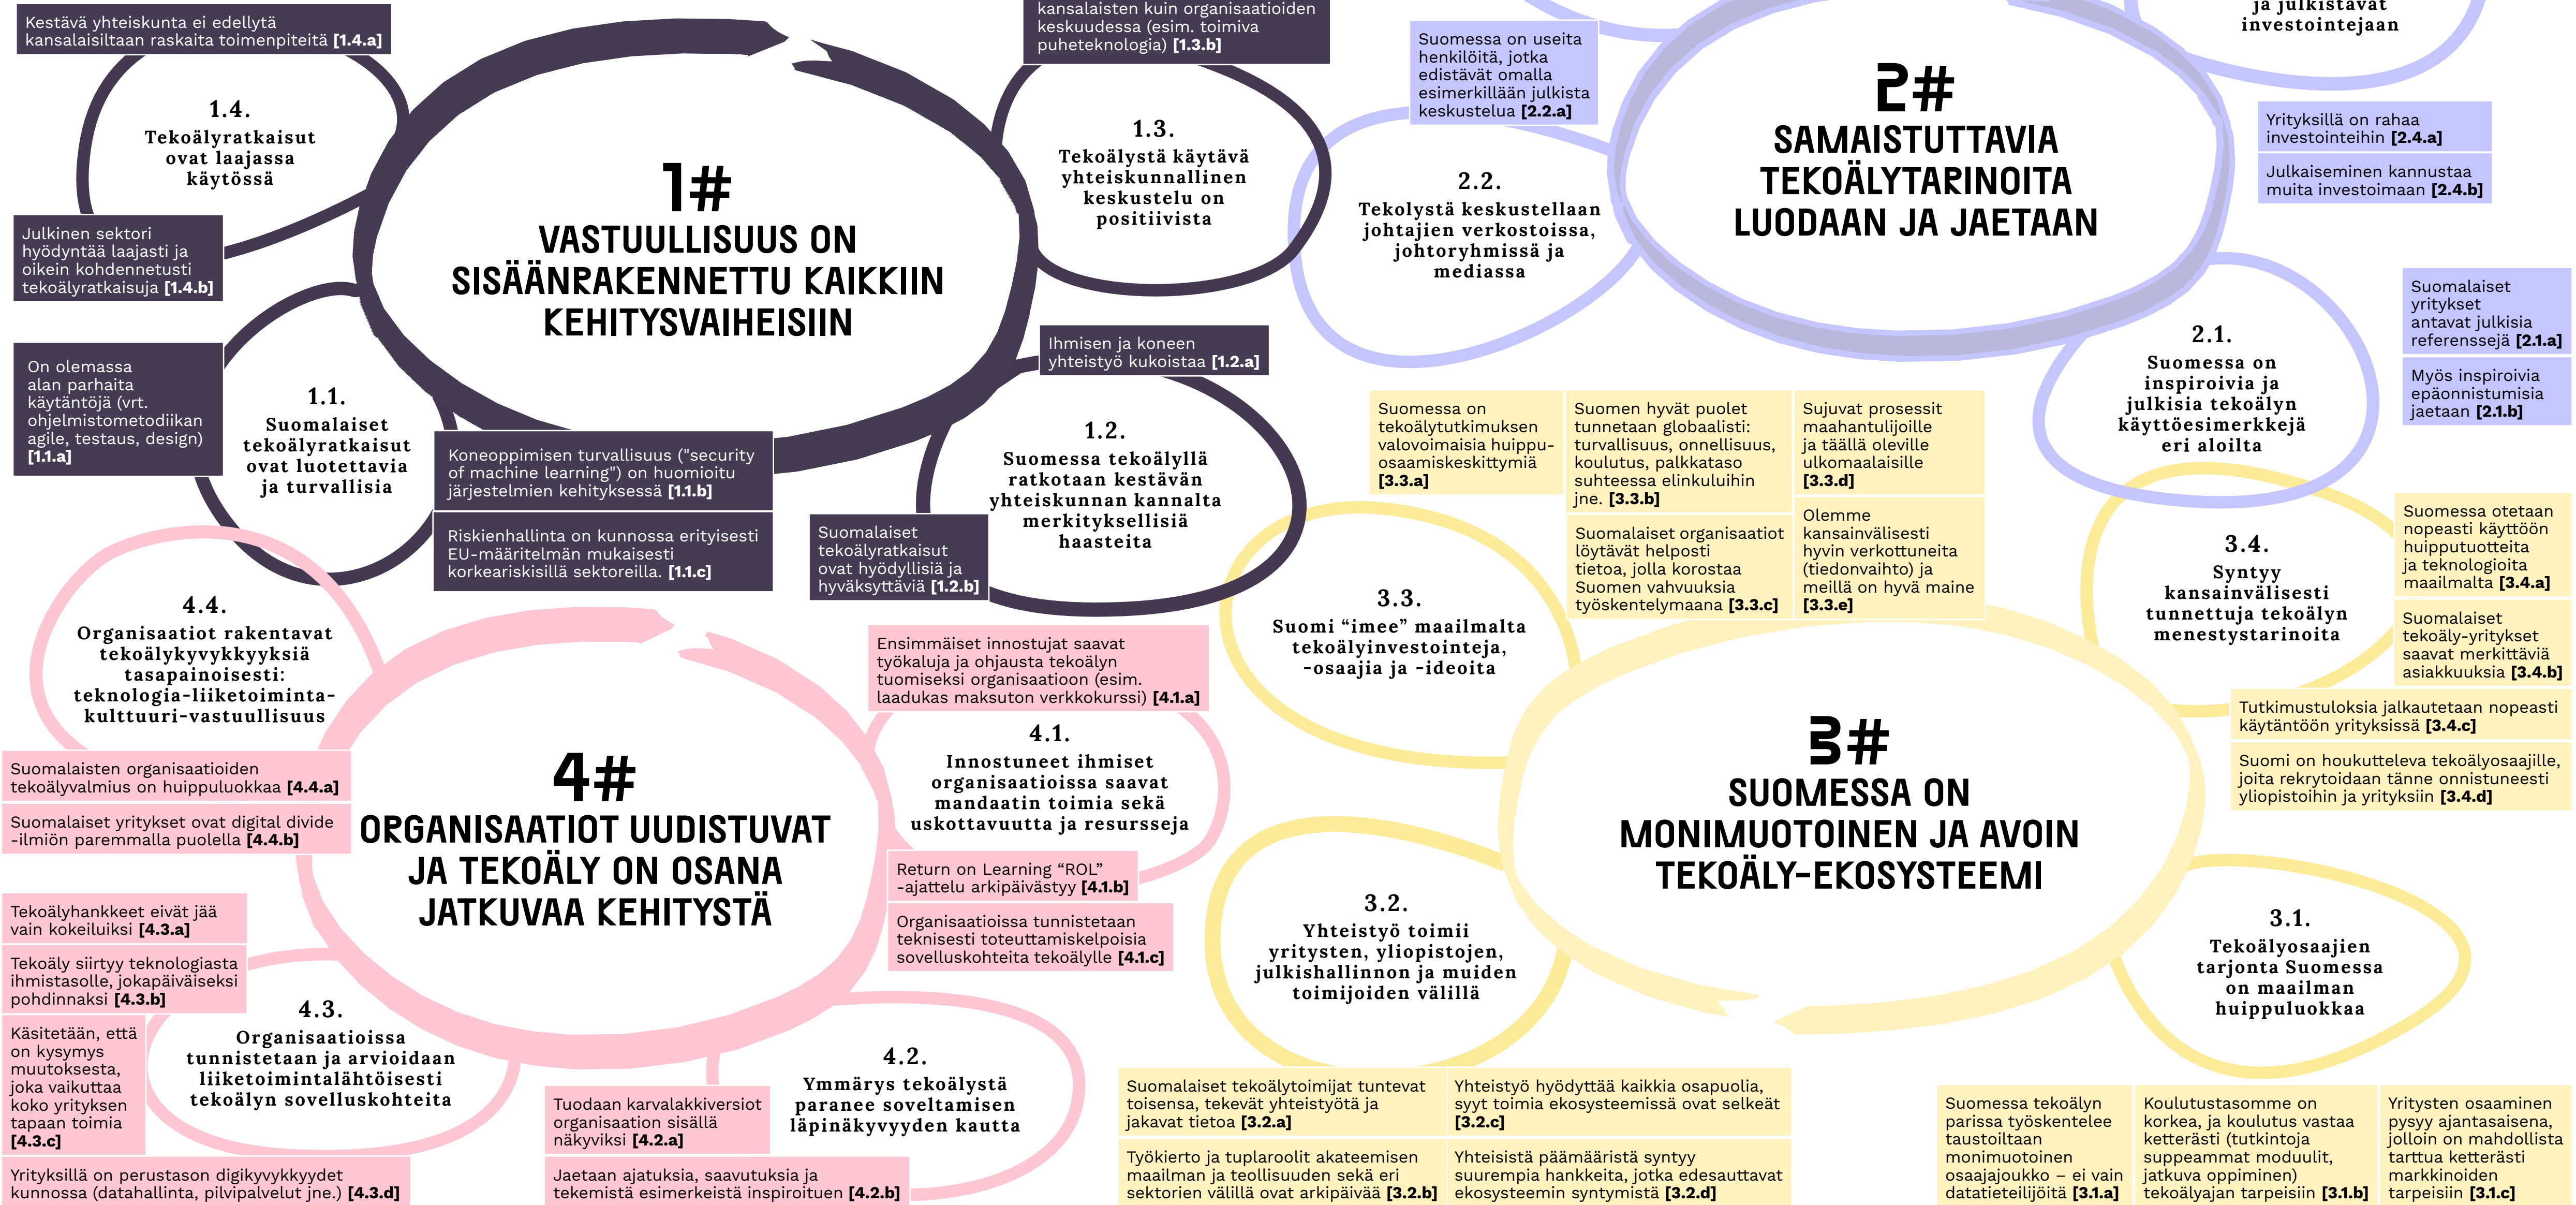 Kestävä yhteiskunta ei edellytä
kansalaisiltaan raskaita toimenpiteitä [1.4.a]
1.4.
Tekoälyratkaisut
ovat laajassa
käytössä
Julkinen sektori
hyödyntää laajasti ja
oikein kohdennetusti
tekoälyratkaisuja [1.4.b]
1#
VASTUULLISUUS ON
SISÄÄNRAKENNETTU KAIKKIIN
KEHITYSVAIHEISIIN
kansalaisten kuin organisaatioiden
keskuudessa (esim. toimiva
puheteknologia) [1.3.b]
1.3.
Tekoälystä käytävä
yhteiskunnallinen
keskustelu on
positiivista
On olemassa
alan parhaita
käytäntöjä (vrt.
ohjelmistometodiikan
agile, testaus, design)
[1.1.a]
1.1.
Suomalaiset
tekoälyratkaisut
ovat luotettavia
ja turvallisia
Koneoppimisen turvallisuus ("security
of machine learning") on huomioitu
järjestelmien kehityksessä [1.1.b]
Riskienhallinta on kunnossa erityisesti
EU-määritelmän mukaisesti
korkeariskisillä sektoreilla. [1.1.c]
Ihmisen ja koneen
yhteistyö kukoistaa [1.2.a]
1.2.
Suomessa tekoälyllä
ratkotaan kestävän
yhteiskunnan kannalta
merkityksellisiä
haasteita
Suomalaiset
tekoälyratkaisut
ovat hyödyllisiä ja
hyväksyttäviä [1.2.b]
Suomessa on useita
henkilöitä, jotka
edistävät omalla
esimerkillään julkista
keskustelua [2.2.a]
2.2.
Tekolystä keskustellaan
johtajien verkostoissa,
johtoryhmissä ja
mediassa
2#
SAMAISTUTTAVIA
TEKOÄLYTARINOITA
LUODAAN JA JAETAAN
ja julkistavat
investointejaan
Yrityksillä on rahaa
investointeihin [2.4.a]
Julkaiseminen kannustaa
muita investoimaan [2.4.b]
2.1.
Suomessa on
inspiroivia ja
julkisia tekoälyn
käyttöesimerkkejä
eri aloilta
Suomalaiset
yritykset
antavat julkisia
referenssejä [2.1.a]
Myös inspiroivia
epäonnistumisia
jaetaan [2.1.b]
Suomessa on
tekoälytutkimuksen
valovoimaisia huippu-
osaamiskeskittymiä
[3.3.a]
Suomen hyvät puolet
tunnetaan globaalisti:
turvallisuus, onnellisuus,
koulutus, palkkataso
suhteessa elinkuluihin
jne. [3.3.b]
Sujuvat prosessit
maahantulijoille
ja täällä oleville
ulkomaalaisille
[3.3.d]
Suomalaiset organisaatiot
löytävät helposti
tietoa, jolla korostaa
Suomen vahvuuksia
työskentelymaana [3.3.c]
Olemme
kansainvälisesti
hyvin verkottuneita
(tiedonvaihto) ja
meillä on hyvä maine
[3.3.e]
3.3.
Suomi “imee” maailmalta
tekoälyinvestointeja,
-osaajia ja -ideoita
3.4.
Syntyy
kansainvälisesti
tunnettuja tekoälyn
menestystarinoita
Suomessa otetaan
nopeasti käyttöön
huipputuotteita
ja teknologioita
maailmalta [3.4.a]
Suomalaiset
tekoäly-yritykset
saavat merkittäviä
asiakkuuksia [3.4.b]
Tutkimustuloksia jalkautetaan nopeasti
käytäntöön yrityksissä [3.4.c]
Suomi on houkutteleva tekoälyosaajille,
joita rekrytoidaan tänne onnistuneesti
yliopistoihin ja yrityksiin [3.4.d]
3#
SUOMESSA ON
MONIMUOTOINEN JA AVOIN
TEKOÄLY-EKOSYSTEEMI
3.2.
Yhteistyö toimii
yritysten, yliopistojen,
julkishallinnon ja muiden
toimijoiden välillä
Suomalaiset tekoälytoimijat tuntevat
toisensa, tekevät yhteistyötä ja
jakavat tietoa [3.2.a]
Yhteistyö hyödyttää kaikkia osapuolia,
syyt toimia ekosysteemissä ovat selkeät
[3.2.c]
Työkierto ja tuplaroolit akateemisen
maailman ja teollisuuden sekä eri
sektorien välillä ovat arkipäivää [3.2.b]
Yhteisistä päämääristä syntyy
suurempia hankkeita, jotka edesauttavat
ekosysteemin syntymistä [3.2.d]
3.1.
Tekoälyosaajien
tarjonta Suomessa
on maailman
huippuluokkaa
Suomessa tekoälyn
parissa työskentelee
taustoiltaan
monimuotoinen
osaajajoukko – ei vain
datatieteilijöitä [3.1.a]
Koulutustasomme on
korkea, ja koulutus vastaa
ketterästi (tutkintoja
suppeammat moduulit,
jatkuva oppiminen)
tekoälyajan tarpeisiin [3.1.b]
Yritysten osaaminen
pysyy ajantasaisena,
jolloin on mahdollista
tarttua ketterästi
markkinoiden
tarpeisiin [3.1.c]
4.4.
Organisaatiot rakentavat
tekoälykyvykkyyksiä
tasapainoisesti:
teknologia-liiketoiminta-
kulttuuri-vastuullisuus
Suomalaisten organisaatioiden
tekoälyvalmius on huippuluokkaa [4.4.a]
Suomalaiset yritykset ovat digital divide
-ilmiön paremmalla puolella [4.4.b]
4#
ORGANISAATIOT UUDISTUVAT
JA TEKOÄLY ON OSANA
JATKUVAA KEHITYSTÄ
Ensimmäiset innostujat saavat
työkaluja ja ohjausta tekoälyn
tuomiseksi organisaatioon (esim.
laadukas maksuton verkkokurssi) [4.1.a]
4.1.
Innostuneet ihmiset
organisaatioissa saavat
mandaatin toimia sekä
uskottavuutta ja resursseja
Return on Learning “ROL”
-ajattelu arkipäivästyy [4.1.b]
Organisaatioissa tunnistetaan
teknisesti toteuttamiskelpoisia
sovelluskohteita tekoälylle [4.1.c]
Tekoälyhankkeet eivät jää
vain kokeiluiksi [4.3.a]
Tekoäly siirtyy teknologiasta
ihmistasolle, jokapäiväiseksi
pohdinnaksi [4.3.b]
Käsitetään, että
on kysymys
muutoksesta,
joka vaikuttaa
koko yrityksen
tapaan toimia
[4.3.c]
4.3.
Organisaatioissa
tunnistetaan ja arvioidaan
liiketoimintalähtöisesti
tekoälyn sovelluskohteita
Yrityksillä on perustason digikyvykkyydet
kunnossa (datahallinta, pilvipalvelut jne.) [4.3.d]
4.2.
Ymmärys tekoälystä
paranee soveltamisen
läpinäkyvyyden kautta
Tuodaan karvalakkiversiot
organisaation sisällä
näkyviksi [4.2.a]
Jaetaan ajatuksia, saavutuksia ja
tekemistä esimerkeistä inspiroituen [4.2.b]